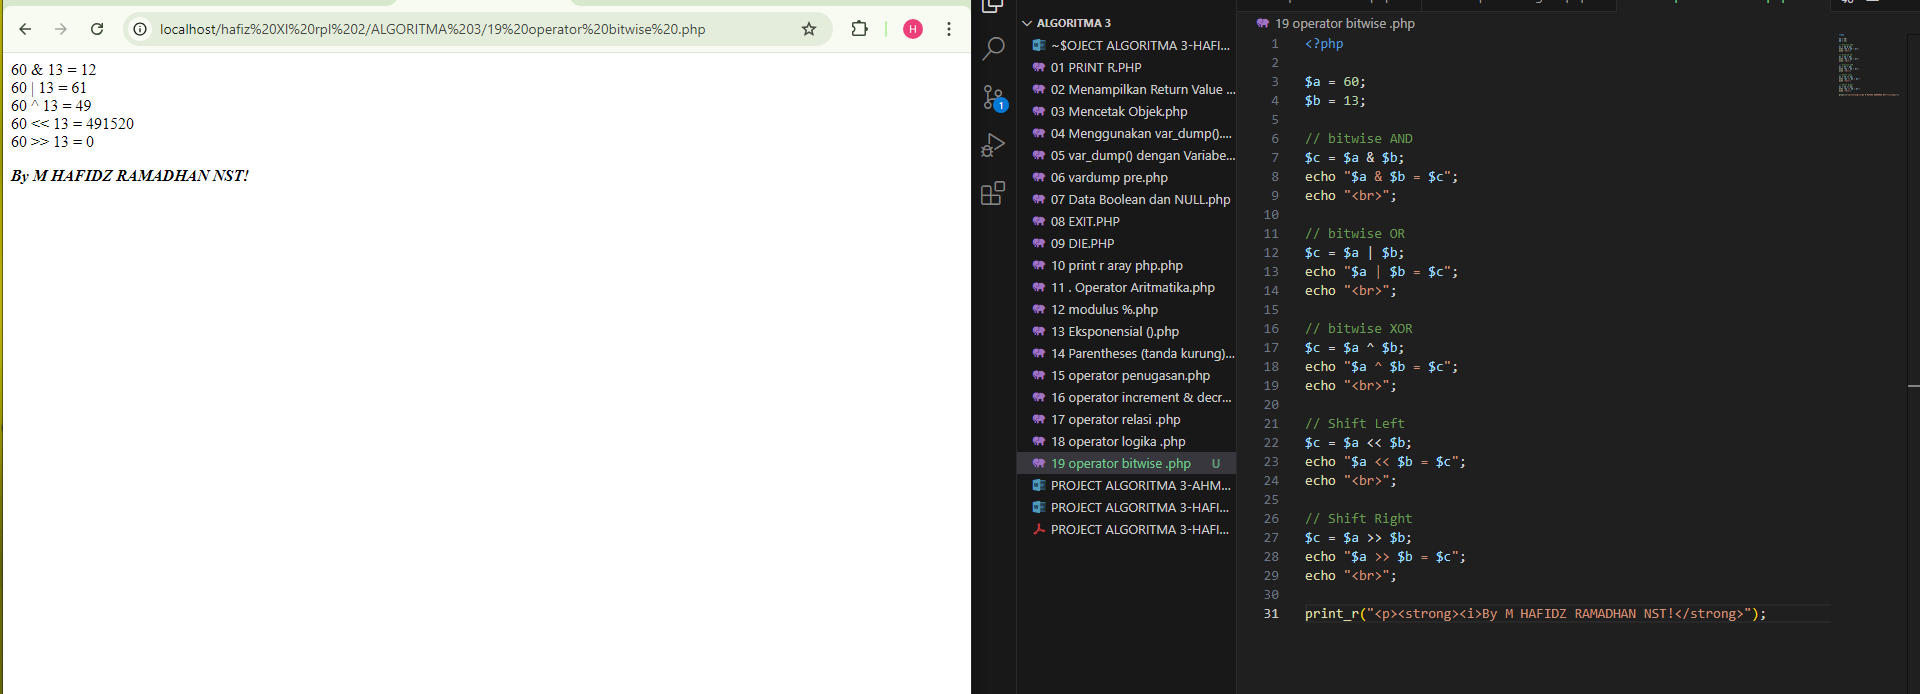 localhost/hafiz%20XI%20rpl%202/ALGORITMA%203/19%20operator%20bitwise%20.php
H
60 & 13 = 12
60 | 13 = 61
60 ^ 13 = 49
60 << 13 = 491520
60 >> 13 = 0
By M HAFIDZ RAMADHAN NST!
1
ALGORITMA 3
~$OJECT ALGORITMA 3-HAFI...
01 PRINT R.PHP
02 Menampilkan Return Value ...
03 Mencetak Objek.php
04 Menggunakan var_dump()....
05 var_dump() dengan Variabe...
06 vardump pre.php
07 Data Boolean dan NULL.php
08 EXIT.PHP
09 DIE.PHP
10 print r aray php.php
11 . Operator Aritmatika.php
12 modulus %.php
13 Eksponensial ().php
14 Parentheses (tanda kurung)...
15 operator penugasan.php
16 operator increment & decr...
17 operator relasi .php
18 operator logika .php
19 operator bitwise .php U
PROJECT ALGORITMA 3-AHM...
PROJECT ALGORITMA 3-HAFI...
PROJECT ALGORITMA 3-HAFI...
19 operator bitwise .php
1 <?php
2
3 $a = 60;
4 $b = 13;
5
6 // bitwise AND
7 $c = $a & $b;
8 echo "$a & $b = $c";
9 echo "<br>";
10
11 // bitwise OR
12 $c = $a | $b;
13 echo "$a | $b = $c";
14 echo "<br>";
15
16 // bitwise XOR
17 $c = $a ^ $b;
18 echo "$a ^ $b = $c";
19 echo "<br>";
20
21 // Shift Left
22 $c = $a << $b;
23 echo "$a << $b = $c";
24 echo "<br>";
25
26 // Shift Right
27 $c = $a >> $b;
28 echo "$a >> $b = $c";
29 echo "<br>";
30
31 print_r("<p><strong><i>By M HAFIDZ RAMADHAN NST!</strong>");